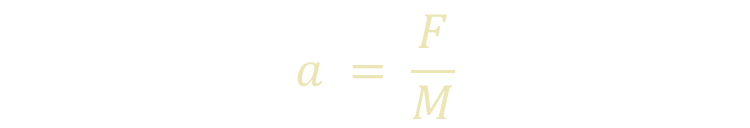 a = F/M